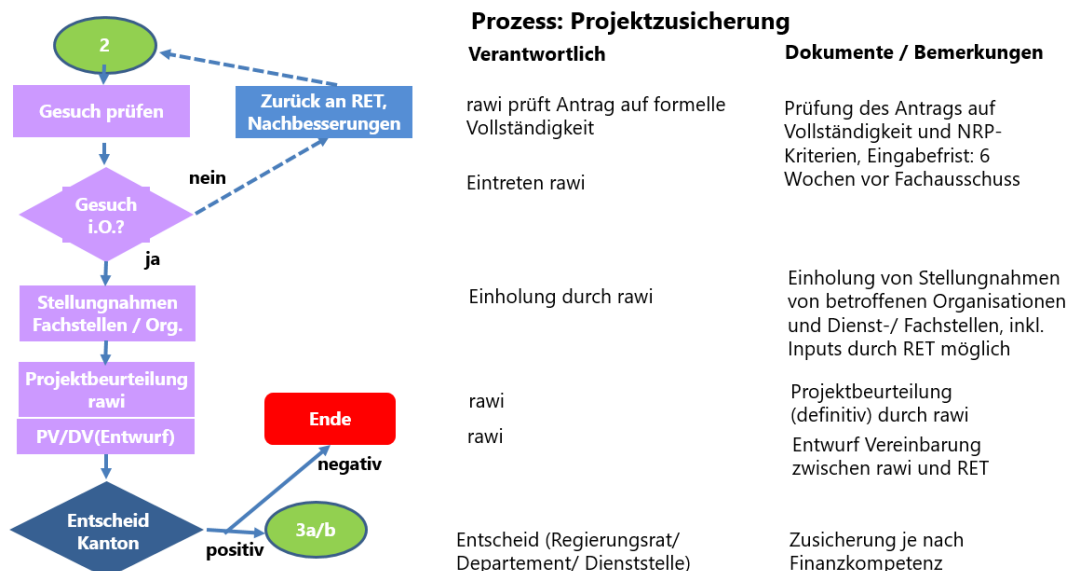 Prozess: Projektzusicherung
Verantwortlich
Dokumente / Bemerkungen
2
Gesuch prüfen
Zurück an RET,
Nachbesserungen
rawi prüft Antrag auf formelle
Vollständigkeit
Prüfung des Antrags auf
Vollständigkeit und NRP-
Kriterien, Eingabefrist: 6
Wochen vor Fachausschuss
nein
Gesuch
i.O.?
Eintreten rawi
ja
Stellungnahmen
Fachstellen / Org.
Einholung durch rawi
Einholung von Stellungnahmen
von betroffenen Organisationen
und Dienst-/ Fachstellen, inkl.
Inputs durch RET möglich
Projektbeurteilung
rawi
rawi
Projektbeurteilung
(definitiv) durch rawi
PV/DV(Entwurf)
Ende
rawi
Entwurf Vereinbarung
zwischen rawi und RET
negativ
Entscheid
Kanton
positiv
3a/b
Entscheid (Regierungsrat/
Departement/ Dienststelle)
Zusicherung je nach
Finanzkompetenz